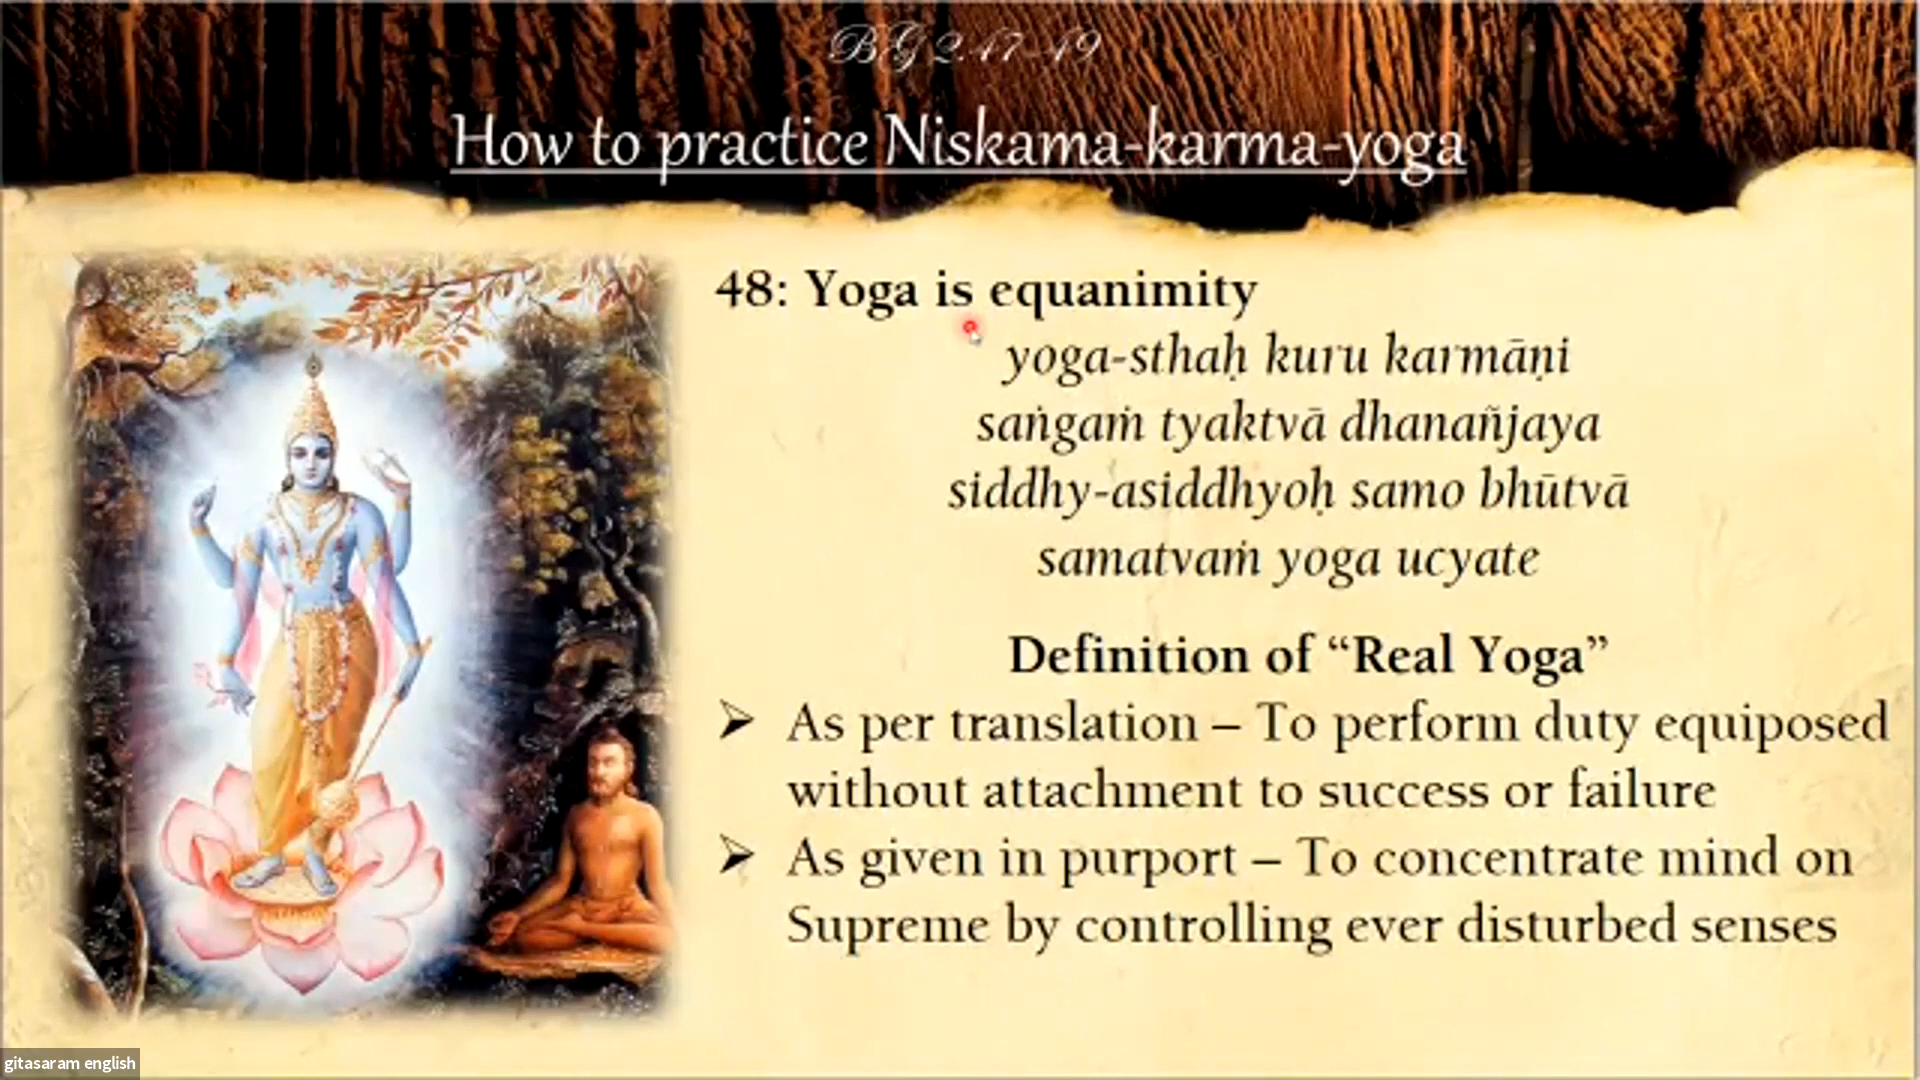 BG 2.47-49
How to practice Niskama-karma-yoga
48: Yoga is equanimity
yoga-sthaḥ kuru karmāṇi
saṅgaṁ tyaktvā dhanañjaya
siddhy-asiddhyoḥ samo bhūtvā
samatvaṁ yoga ucyate
Definition of “Real Yoga”
➢ As per translation – To perform duty equiposed
without attachment to success or failure
➢ As given in purport – To concentrate mind on
Supreme by controlling ever disturbed senses
gitasaram english